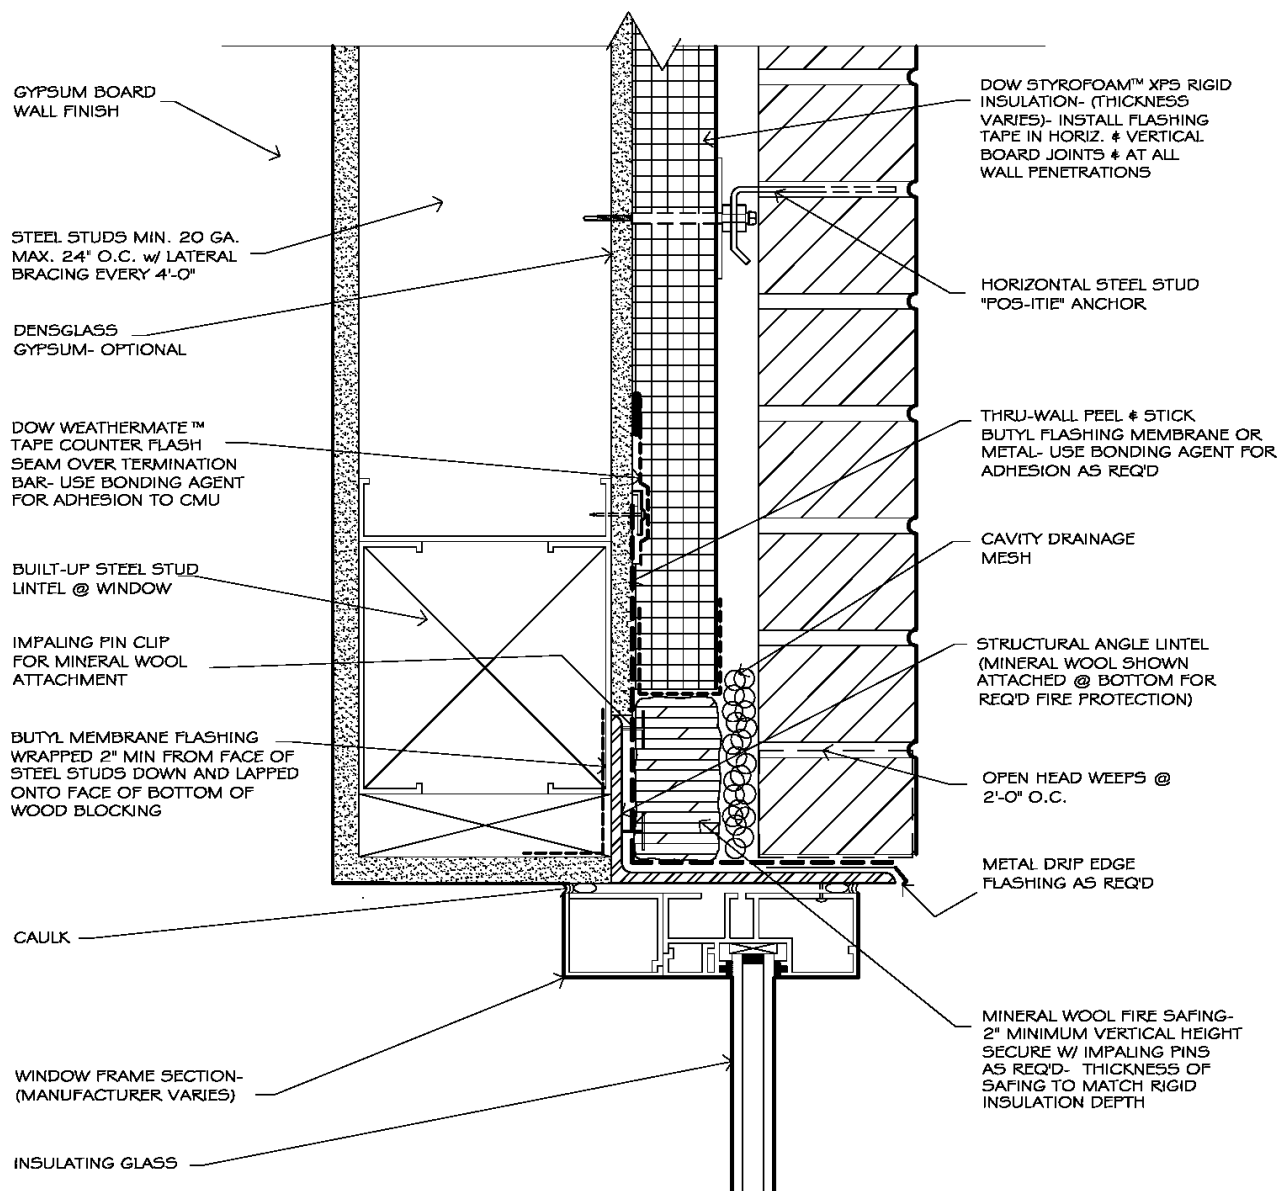 GYPSUM BOARD
WALL FINISH
STEEL STUDS MIN. 20 GA.
MAX. 24" O.C. w/ LATERAL
BRACING EVERY 4'-0"
DENSGLASS
GYPSUM- OPTIONAL
DOW WEATHERMATE™
TAPE COUNTER FLASH
SEAM OVER TERMINATION
BAR- USE BONDING AGENT
FOR ADHESION TO CMU
BUILT-UP STEEL STUD
LINTEL @ WINDOW
IMPALING PIN CLIP
FOR MINERAL WOOL
ATTACHMENT
BUTYL MEMBRANE FLASHING
WRAPPED 2" MIN FROM FACE OF
STEEL STUDS DOWN AND LAPPED
ONTO FACE OF BOTTOM OF
WOOD BLOCKING
CAULK
WINDOW FRAME SECTION-
(MANUFACTURER VARIES)
INSULATING GLASS
DOW STYROFOAM™ XPS RIGID
INSULATION- (THICKNESS
VARIES)- INSTALL FLASHING
TAPE IN HORIZ. & VERTICAL
BOARD JOINTS & AT ALL
WALL PENETRATIONS
HORIZONTAL STEEL STUD
"POS-ITIE" ANCHOR
THRU-WALL PEEL & STICK
BUTYL FLASHING MEMBRANE OR
METAL- USE BONDING AGENT FOR
ADHESION AS REQ'D
CAVITY DRAINAGE
MESH
STRUCTURAL ANGLE LINTEL
(MINERAL WOOL SHOWN
ATTACHED @ BOTTOM FOR
REQ'D FIRE PROTECTION)
OPEN HEAD WEEPS @
2'-0" O.C.
METAL DRIP EDGE
FLASHING AS REQ'D
MINERAL WOOL FIRE SAFING-
2" MINIMUM VERTICAL HEIGHT
SECURE W/ IMPALING PINS
AS REQ'D- THICKNESS OF
SAFING TO MATCH RIGID
INSULATION DEPTH